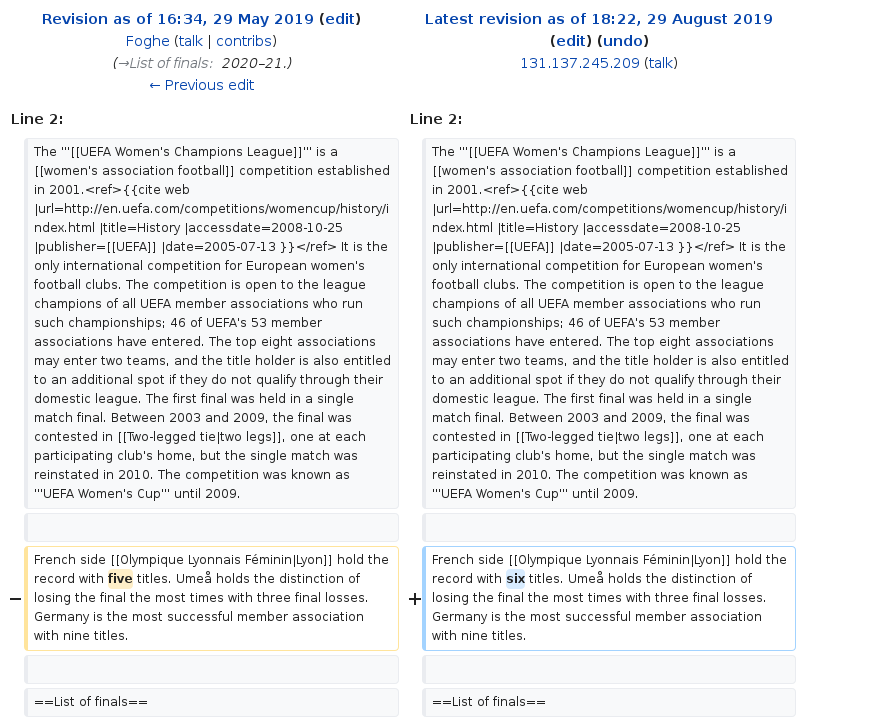 Revision as of 16:34, 29 May 2019 (edit)
Foghe (talk | contribs)
(→List of finals: 2020–21.)
← Previous edit
Latest revision as of 18:22, 29 August 2019
(edit) (undo)
131.137.245.209 (talk)
Line 2:
The '''[[UEFA Women's Champions League]]''' is a
[[women's association football]] competition established
in 2001.<ref>{{cite web
|url=http://en.uefa.com/competitions/womencup/history/i
ndex.html |title=History |accessdate=2008-10-25
|publisher=[[UEFA]] |date=2005-07-13 }}</ref> It is the
only international competition for European women's
football clubs. The competition is open to the league
champions of all UEFA member associations who run
such championships; 46 of UEFA's 53 member
associations have entered. The top eight associations
may enter two teams, and the title holder is also entitled
to an additional spot if they do not qualify through their
domestic league. The first final was held in a single
match final. Between 2003 and 2009, the final was
contested in [[Two-legged tie|two legs]], one at each
participating club's home, but the single match was
reinstated in 2010. The competition was known as
'''UEFA Women's Cup''' until 2009.
− French side [[Olympique Lyonnais Féminin|Lyon]] hold the
record with five titles. Umeå holds the distinction of
losing the final the most times with three final losses.
Germany is the most successful member association
with nine titles.
==List of finals==
Line 2:
The '''[[UEFA Women's Champions League]]''' is a
[[women's association football]] competition established
in 2001.<ref>{{cite web
|url=http://en.uefa.com/competitions/womencup/history/i
ndex.html |title=History |accessdate=2008-10-25
|publisher=[[UEFA]] |date=2005-07-13 }}</ref> It is the
only international competition for European women's
football clubs. The competition is open to the league
champions of all UEFA member associations who run
such championships; 46 of UEFA's 53 member
associations have entered. The top eight associations
may enter two teams, and the title holder is also entitled
to an additional spot if they do not qualify through their
domestic league. The first final was held in a single
match final. Between 2003 and 2009, the final was
contested in [[Two-legged tie|two legs]], one at each
participating club's home, but the single match was
reinstated in 2010. The competition was known as
'''UEFA Women's Cup''' until 2009.
+ French side [[Olympique Lyonnais Féminin|Lyon]] hold the
record with six titles. Umeå holds the distinction of
losing the final the most times with three final losses.
Germany is the most successful member association
with nine titles.
==List of finals==